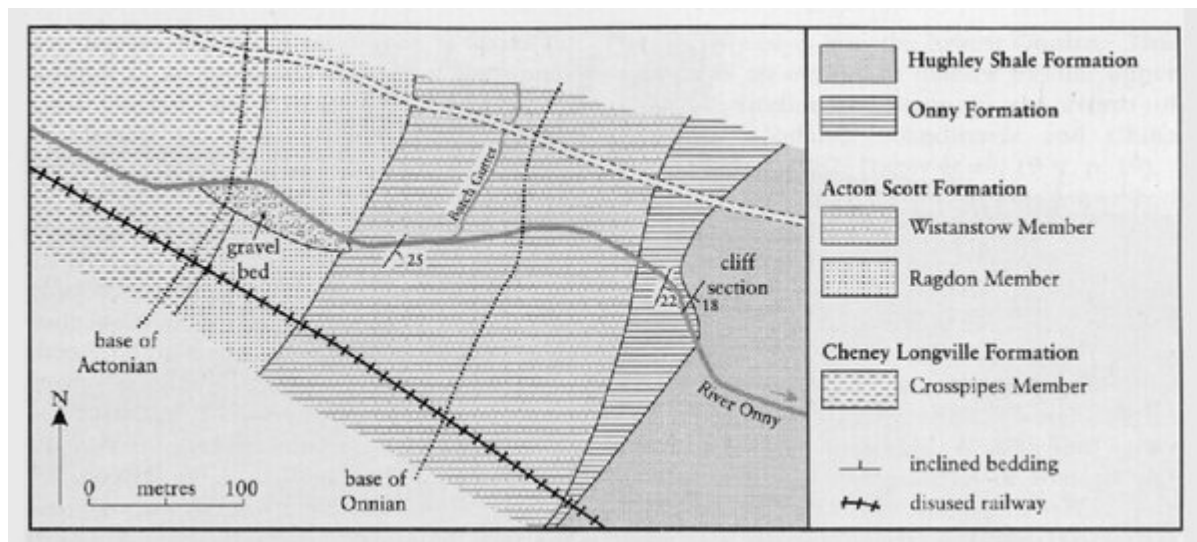 Batch Cutter
gravel
bed
25
22
18
cliff
section
base of
Actonian
N
0 metres 100
base of
Onnian
River Onny
Hughley Shale Formation
Onny Formation
Acton Scott Formation
Wistanstow Member
Ragdon Member
Cheney Longville Formation
Crosspipes Member
inclined bedding
disused railway